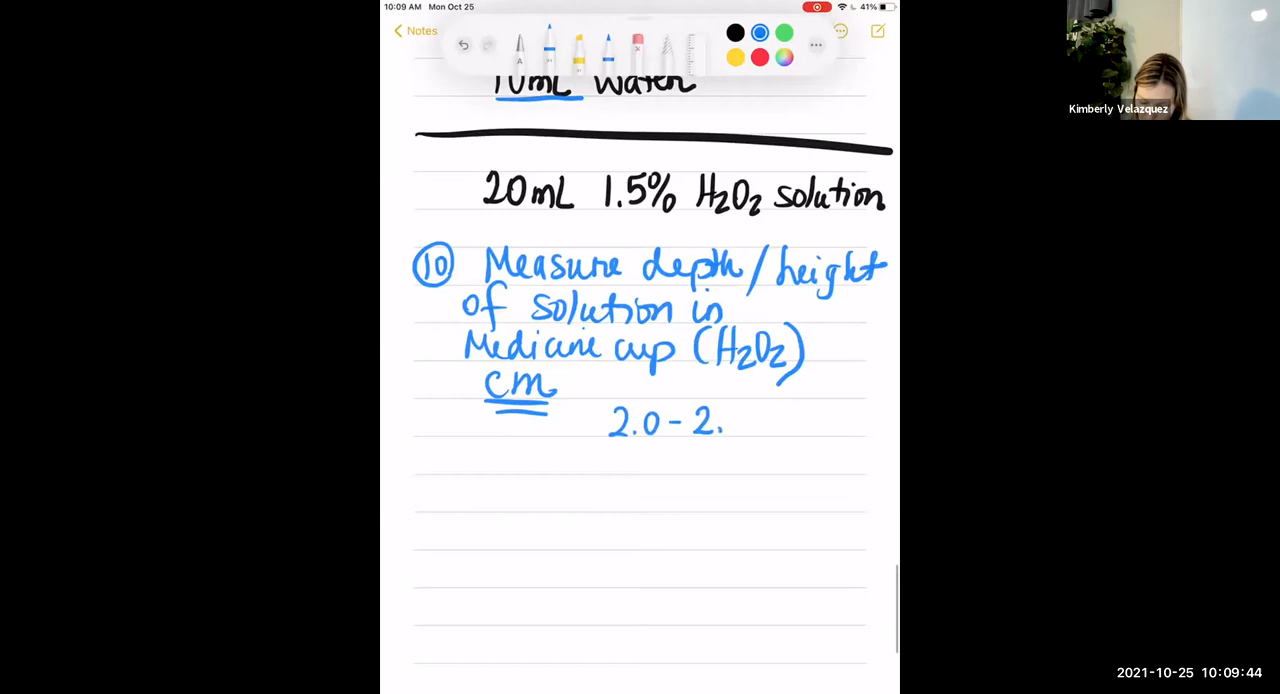 10:09 AM Mon Oct 25
41%
Notes
10mL Water
20mL 1.5% H₂O₂ solution
⑩ Measure depth/height
of solution in
Medicine cup (H₂O₂)
cm
2.0 - 2.
Kimberly Velazquez
2021-10-25 10:09:44